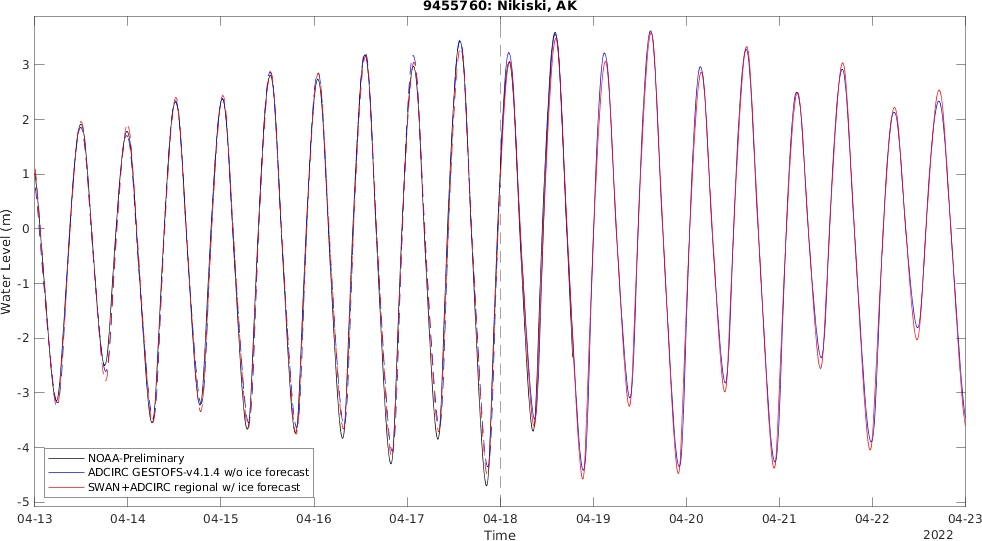 9455760: Nikiski, AK
3
2
1
0
-1
-2
-3
-4
-5
Water Level (m)
NOAA-Preliminary
ADCIRC GESTOFS-v4.1.4 w/o ice forecast
SWAN+ADCIRC regional w/ ice forecast
04-13 04-14 04-15 04-16 04-17 04-18 04-19 04-20 04-21 04-22 04-23
Time
2022